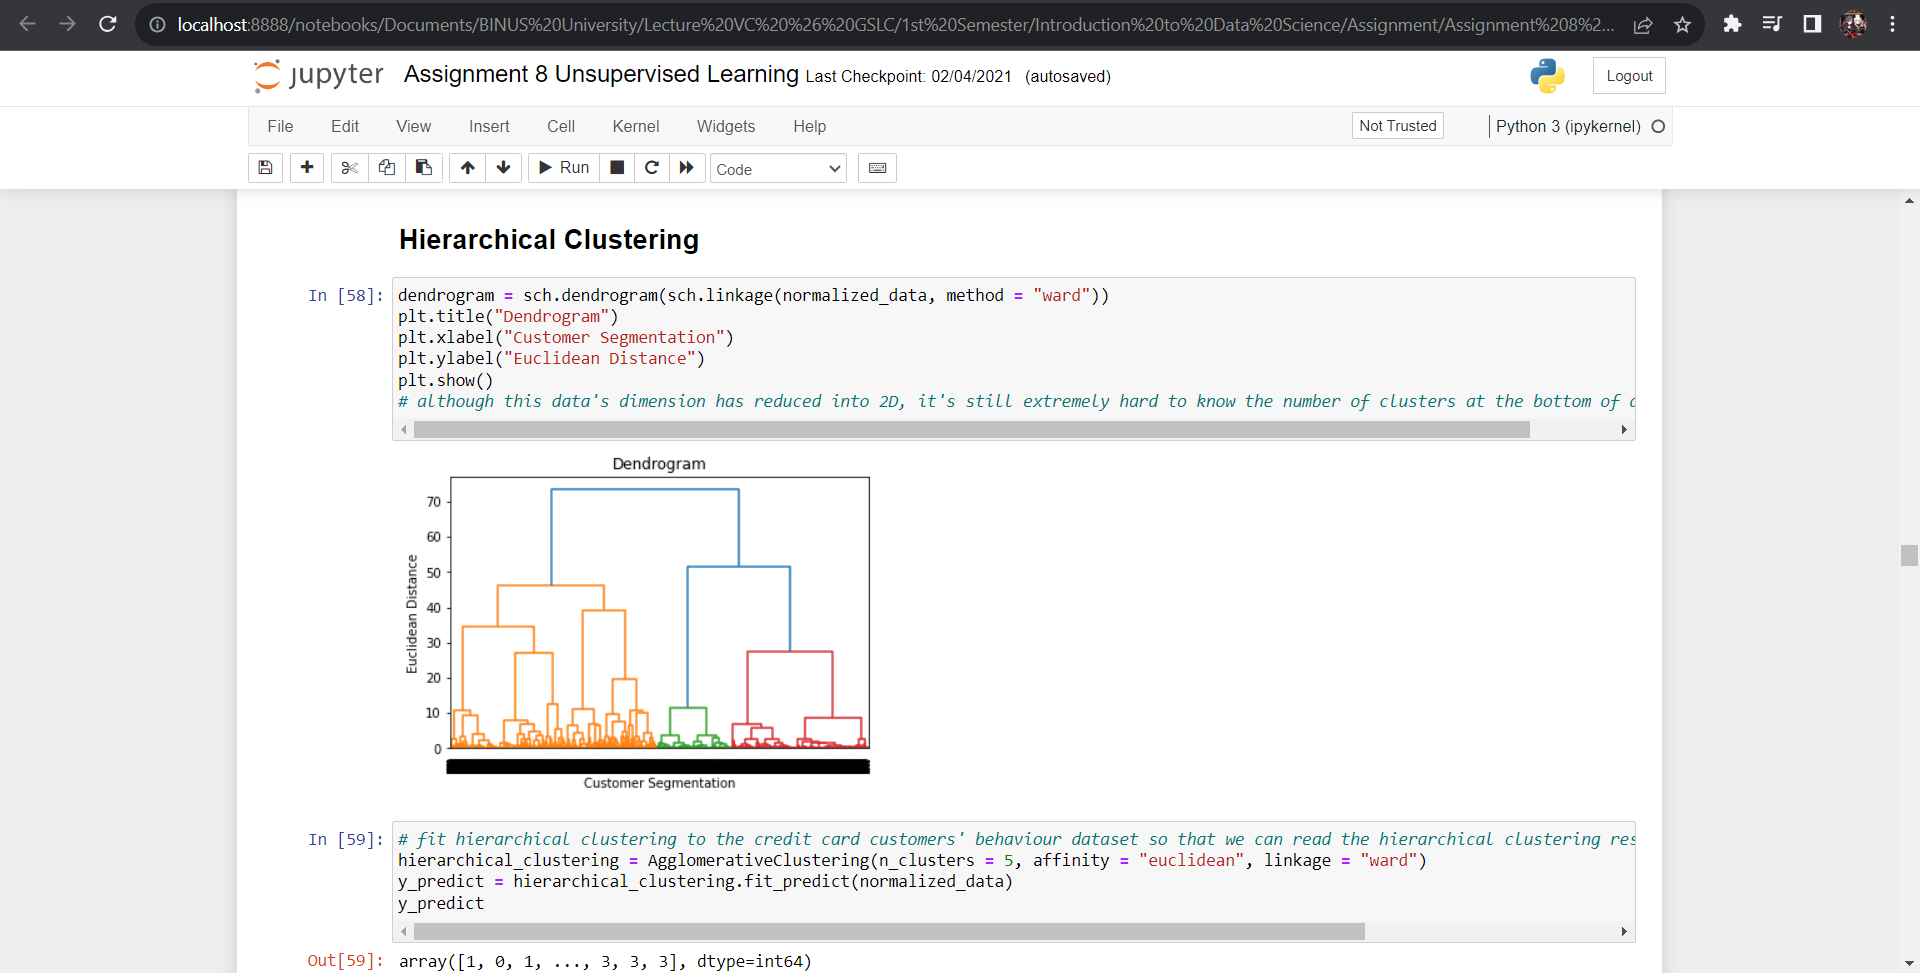 localhost:8888/notebooks/Documents/BINUS%20University/Lecture%20VC%20%26%20GSLC/1st%20Semester/Introduction%20to%20Data%20Science/Assignment/Assignment%208%2...
jupyter Assignment 8 Unsupervised Learning Last Checkpoint: 02/04/2021 (autosaved)
Logout
File Edit View Insert Cell Kernel Widgets Help
Not Trusted
Python 3 (ipykernel)
Run
Code
Hierarchical Clustering
In [58]:
dendrogram = sch.dendrogram(sch.linkage(normalized_data, method = "ward"))
plt.title("Dendrogram")
plt.xlabel("Customer Segmentation")
plt.ylabel("Euclidean Distance")
plt.show()
# although this data's dimension has reduced into 2D, it's still extremely hard to know the number of clusters at the bottom of
Dendrogram
Euclidean Distance
70
60
50
40
30
20
10
0
Customer Segmentation
In [59]:
# fit hierarchical clustering to the credit card customers' behaviour dataset so that we can read the hierarchical clustering res
hierarchical_clustering = AgglomerativeClustering(n_clusters = 5, affinity = "euclidean", linkage = "ward")
y_predict = hierarchical_clustering.fit_predict(normalized_data)
y_predict
Out[59]:
array([1, 0, 1, ..., 3, 3, 3], dtype=int64)